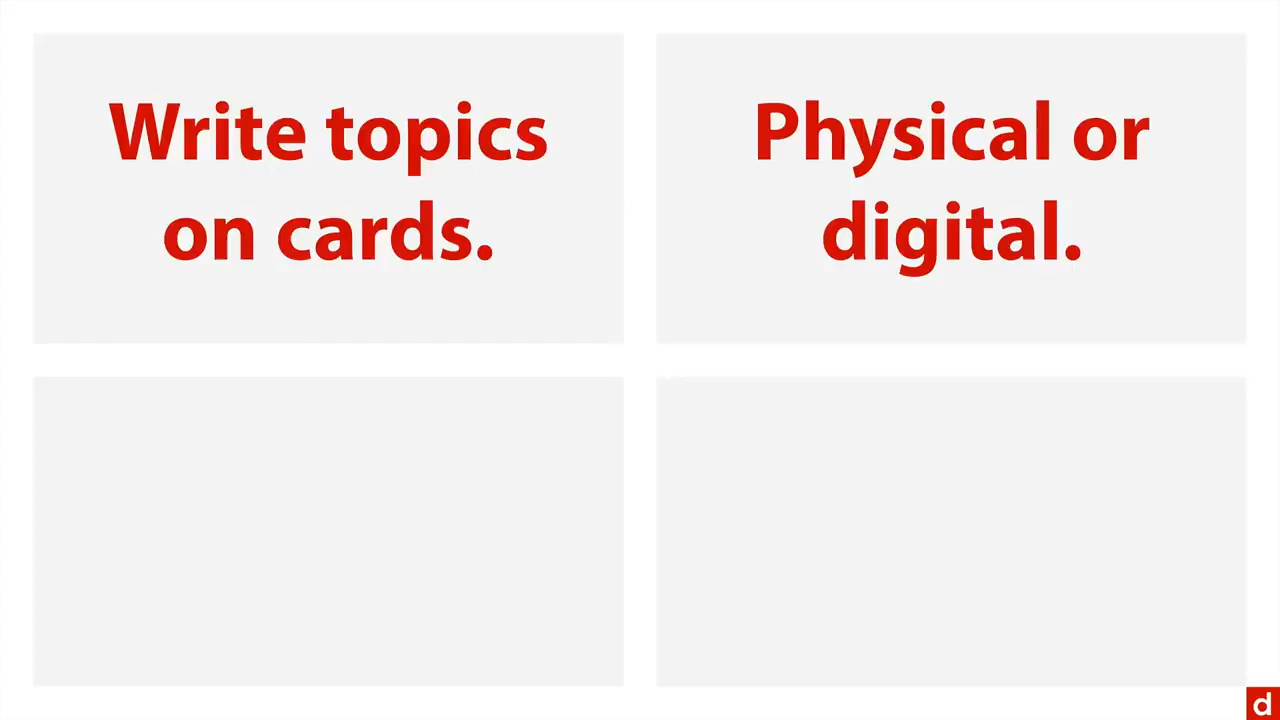 Write topics
on cards.
Physical or
digital.
d